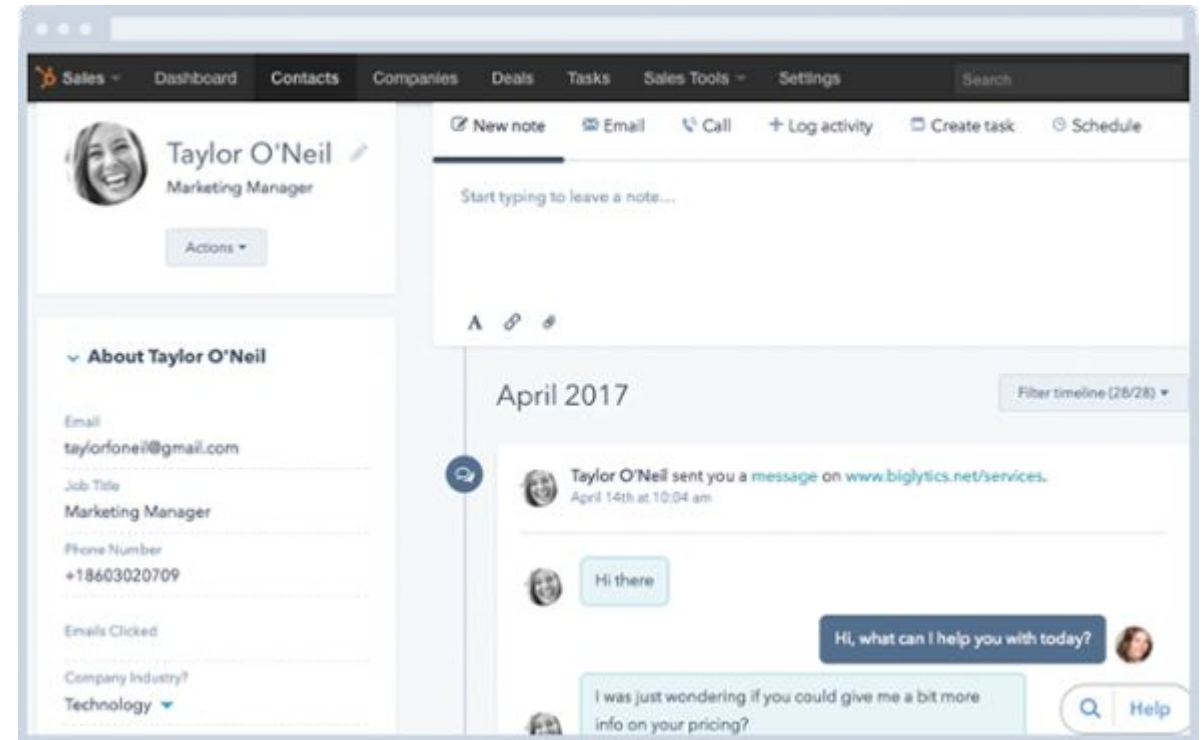 Sales
Dashboard
Contacts
Companies
Deals
Tasks
Sales Tools
Settings
Search
Taylor O'Neil
Marketing Manager
Actions
About Taylor O'Neil
Email
taylorfoneil@gmail.com
Job Title
Marketing Manager
Phone Number
+18603020709
Emails Clicked
Company Industry?
Technology
New note
Email
Call
+ Log activity
Create task
Schedule
Start typing to leave a note...
A
April 2017
Filter timeline (28/28)
Taylor O'Neil sent you a message on www.biglytics.net/services.
April 14th at 10:04 am
Hi there
Hi, what can I help you with today?
I was just wondering if you could give me a bit more
info on your pricing?
Help